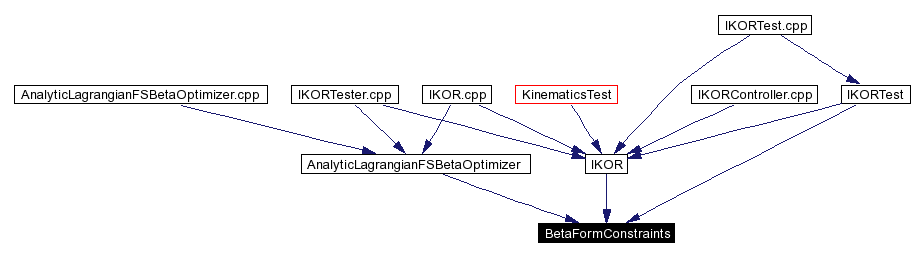 IKORTest.cpp
AnalyticLagrangianFSBetaOptimizer.cpp
IKORTester.cpp
IKOR.cpp
KinematicsTest
IKORController.cpp
IKORTest
AnalyticLagrangianFSBetaOptimizer
IKOR
BetaFormConstraints